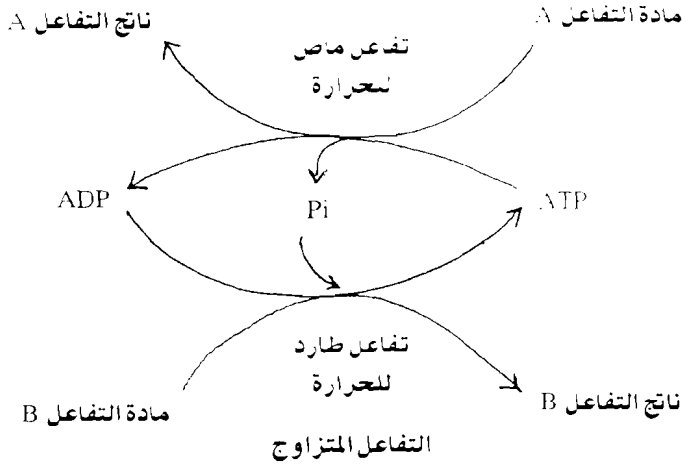 مادة التفاعل A
ناتج التفاعل A
تفاعل ماص
للحرارة
ADP
Pi
ATP
تفاعل طارد
للحرارة
مادة التفاعل B
ناتج التفاعل B
التفاعل المتزاوج